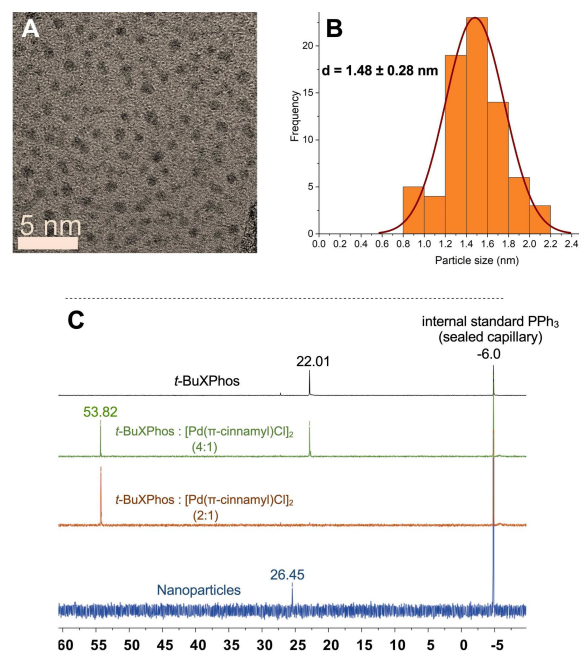 A
5 nm
B
d = 1.48 ± 0.28 nm
Frequency
20
15
10
5
0
0.0 0.2 0.4 0.6 0.8 1.0 1.2 1.4 1.6 1.8 2.0 2.2 2.4
Particle size (nm)
C
internal standard PPh₃
(sealed capillary)
-6.0
22.01
t-BuXPhos
53.82
t-BuXPhos : [Pd(π-cinnamyl)Cl]₂
(4:1)
t-BuXPhos : [Pd(π-cinnamyl)Cl]₂
(2:1)
26.45
Nanoparticles
60 55 50 45 40 35 30 25 20 15 10 5 0 -5